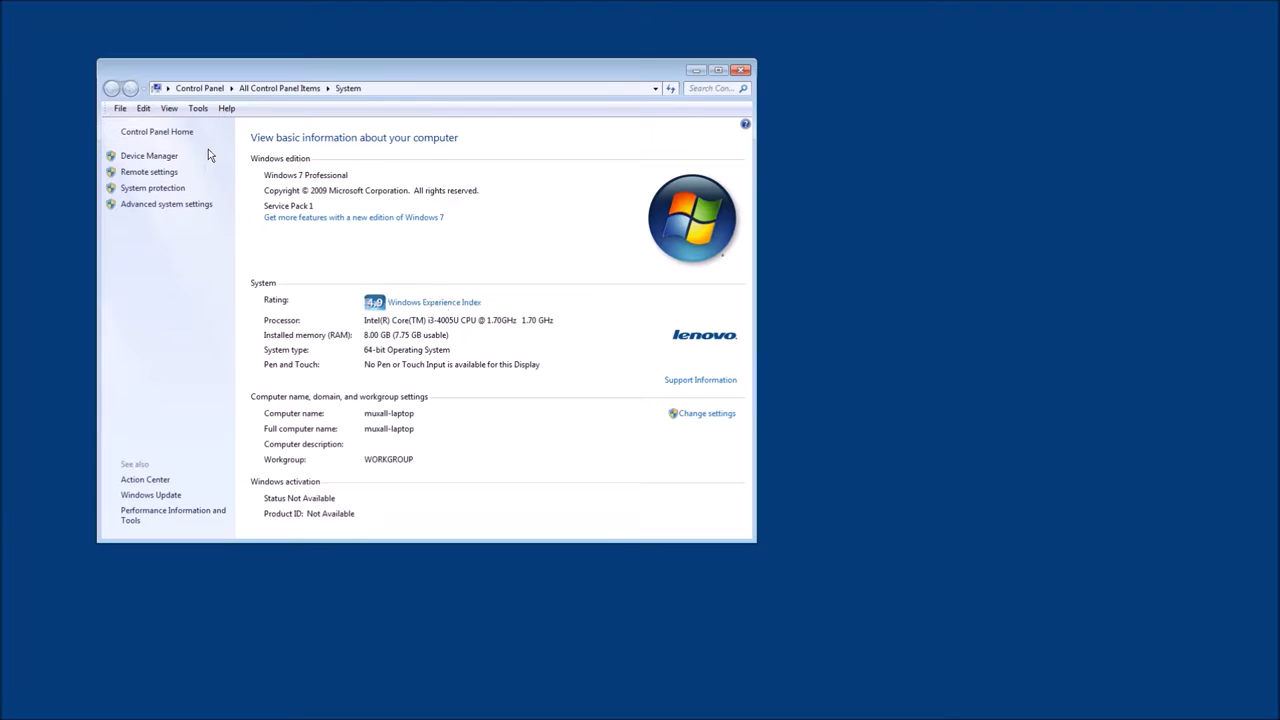 Control Panel All Control Panel Items System
Search Con...
File Edit View Tools Help
Control Panel Home
Device Manager
Remote settings
System protection
Advanced system settings
See also
Action Center
Windows Update
Performance Information and
Tools
View basic information about your computer
Windows edition
Windows 7 Professional
Copyright © 2009 Microsoft Corporation. All rights reserved.
Service Pack 1
Get more features with a new edition of Windows 7
System
Rating: 4,9 Windows Experience Index
Processor: Intel(R) Core(TM) i3-4005U CPU @ 1.70GHz 1.70 GHz
Installed memory (RAM): 8.00 GB (7.75 GB usable)
System type: 64-bit Operating System
Pen and Touch: No Pen or Touch Input is available for this Display
lenovo
Support Information
Computer name, domain, and workgroup settings
Computer name: muxall-laptop
Change settings
Full computer name: muxall-laptop
Computer description:
Workgroup: WORKGROUP
Windows activation
Status Not Available
Product ID: Not Available